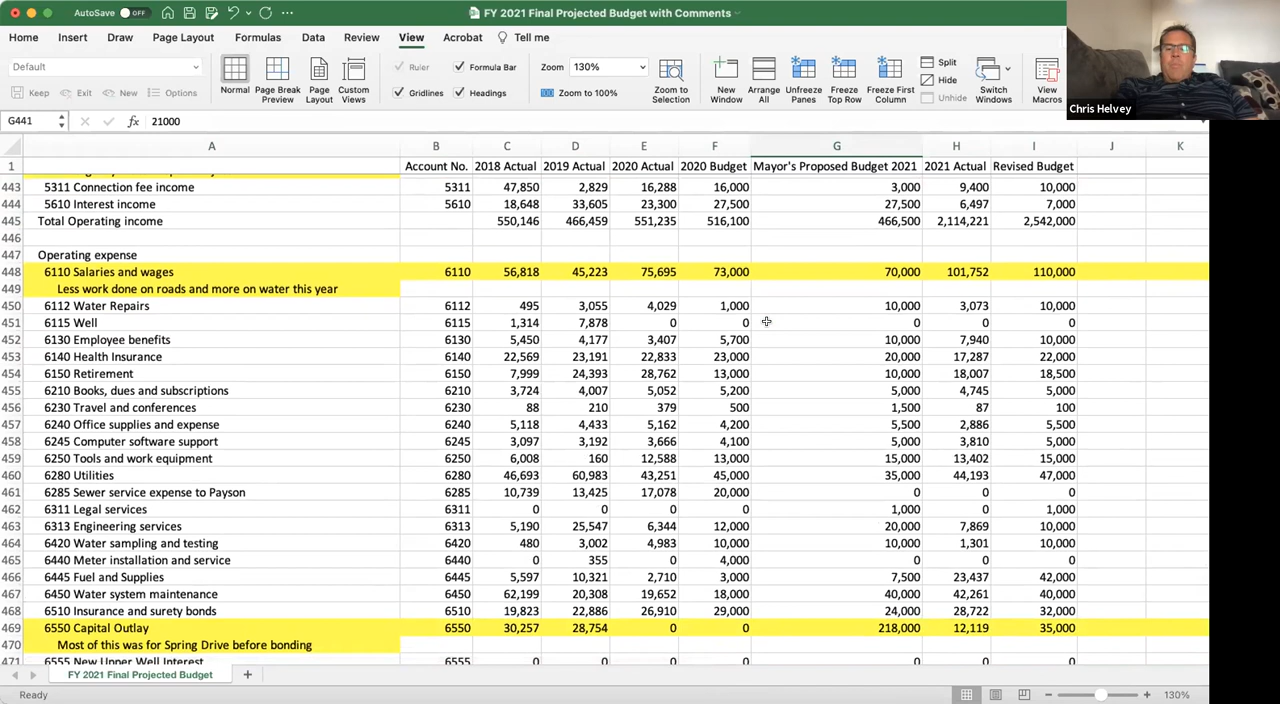 AutoSave OFF FY 2021 Final Projected Budget with Comments
Home Insert Draw Page Layout Formulas Data Review View Acrobat Tell me
Default Ruler Formula Bar Zoom 130% Split
Keep Exit New Options Normal Page Break Preview Page Layout Custom Views Gridlines Headings Zoom to 100% Zoom to Selection New Window Arrange All Unfreeze Panes Freeze Top Row Freeze First Column Hide Unhide Switch Windows View Macros
Chris Helvey
G441 fx 21000
A B C D E F G H I J K
1 Account No. 2018 Actual 2019 Actual 2020 Actual 2020 Budget Mayor's Proposed Budget 2021 2021 Actual Revised Budget
443 5311 Connection fee income 5311 47,850 2,829 16,288 16,000 3,000 9,400 10,000
444 5610 Interest income 5610 18,648 33,605 23,300 27,500 27,500 6,497 7,000
445 Total Operating income 550,146 466,459 551,235 516,100 466,500 2,114,221 2,542,000
446
447 Operating expense
448 6110 Salaries and wages 6110 56,818 45,223 75,695 73,000 70,000 101,752 110,000
449 Less work done on roads and more on water this year
450 6112 Water Repairs 6112 495 3,055 4,029 1,000 10,000 3,073 10,000
451 6115 Well 6115 1,314 7,878 0 0 0 0 0
452 6130 Employee benefits 6130 5,450 4,177 3,407 5,700 10,000 7,940 10,000
453 6140 Health Insurance 6140 22,569 23,191 22,833 23,000 20,000 17,287 22,000
454 6150 Retirement 6150 7,999 24,393 28,762 13,000 10,000 18,007 18,500
455 6210 Books, dues and subscriptions 6210 3,724 4,007 5,052 5,200 5,000 4,745 5,000
456 6230 Travel and conferences 6230 88 210 379 500 1,500 87 100
457 6240 Office supplies and expense 6240 5,118 4,433 5,162 4,200 5,500 2,886 5,500
458 6245 Computer software support 6245 3,097 3,192 3,666 4,100 5,000 3,810 5,000
459 6250 Tools and work equipment 6250 6,008 160 12,588 13,000 15,000 13,402 15,000
460 6280 Utilities 6280 46,693 60,983 43,251 45,000 35,000 44,193 47,000
461 6285 Sewer service expense to Payson 6285 10,739 13,425 17,078 20,000 0 0 0
462 6311 Legal services 6311 0 0 0 0 1,000 0 1,000
463 6313 Engineering services 6313 5,190 25,547 6,344 12,000 20,000 7,869 10,000
464 6420 Water sampling and testing 6420 480 3,002 4,983 10,000 10,000 1,301 10,000
465 6440 Meter installation and service 6440 0 355 0 4,000 0 0 0
466 6445 Fuel and Supplies 6445 5,597 10,321 2,710 3,000 7,500 23,437 42,000
467 6450 Water system maintenance 6450 62,199 20,308 19,652 18,000 40,000 42,261 40,000
468 6510 Insurance and surety bonds 6510 19,823 22,886 26,910 29,000 24,000 28,722 32,000
469 6550 Capital Outlay 6550 30,257 28,754 0 0 218,000 12,119 35,000
470 Most of this was for Spring Drive before bonding
471 6555 New Upper Well Interest 6555 0 0 0 0 0 0 0
FY 2021 Final Projected Budget
Ready 130%